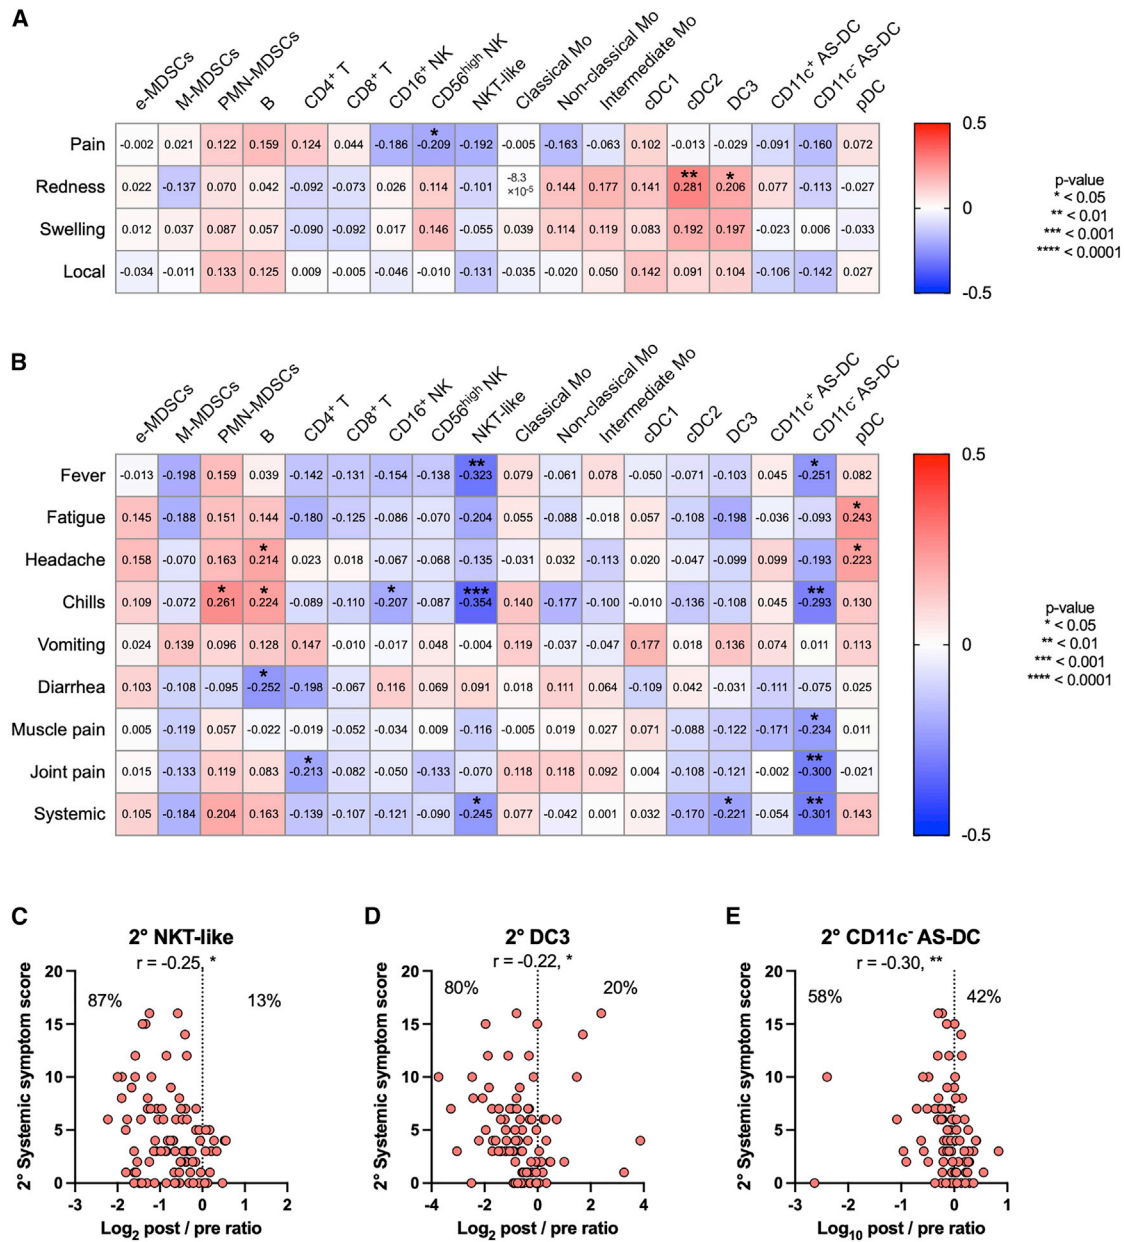 A
e-MDSCs M-MDSCs PMN-MDSCs B CD4+ T CD8+ T CD16+ NK CD56high NK NKT-like Classical Mo Non-classical Mo Intermediate Mo cDC1 cDC2 DC3 CD11c+ AS-DC CD11c- AS-DC pDC
Pain -0.002 0.021 0.122 0.159 0.124 0.044 -0.186 * -0.209 -0.192 -0.005 -0.163 -0.063 0.102 -0.013 -0.029 -0.091 -0.160 0.072
Redness 0.022 -0.137 0.070 0.042 -0.092 -0.073 0.026 0.114 -0.101 -8.3 ×10-5 0.144 0.177 0.141 ** 0.281 * 0.206 0.077 -0.113 -0.027
Swelling 0.012 0.037 0.087 0.057 -0.090 -0.092 0.017 0.146 -0.055 0.039 0.114 0.119 0.083 0.192 0.197 -0.023 0.006 -0.033
Local -0.034 -0.011 0.133 0.125 0.009 -0.005 -0.046 -0.010 -0.131 -0.035 -0.020 0.050 0.142 0.091 0.104 -0.106 -0.142 0.027
0.5
0
-0.5
p-value
* < 0.05
** < 0.01
*** < 0.001
**** < 0.0001
B
e-MDSCs M-MDSCs PMN-MDSCs B CD4+ T CD8+ T CD16+ NK CD56high NK NKT-like Classical Mo Non-classical Mo Intermediate Mo cDC1 cDC2 DC3 CD11c+ AS-DC CD11c- AS-DC pDC
Fever -0.013 -0.198 0.159 0.039 -0.142 -0.131 -0.154 -0.138 ** -0.323 0.079 -0.061 0.078 -0.050 -0.071 -0.103 0.045 * -0.251 0.082
Fatigue 0.145 -0.188 0.151 0.144 -0.180 -0.125 -0.086 -0.070 -0.204 0.055 -0.088 -0.018 0.057 -0.108 -0.198 -0.036 -0.093 * 0.243
Headache 0.158 -0.070 0.163 * 0.214 0.023 0.018 -0.067 -0.068 -0.135 -0.031 0.032 -0.113 0.020 -0.047 -0.099 0.099 -0.193 * 0.223
Chills 0.109 -0.072 * 0.261 * 0.224 -0.089 -0.110 * -0.207 -0.087 *** -0.354 0.140 -0.177 -0.100 -0.010 -0.136 -0.108 0.045 ** -0.293 0.130
Vomiting 0.024 0.139 0.096 0.128 0.147 -0.010 -0.017 0.048 -0.004 0.119 -0.037 -0.047 0.177 0.018 0.136 0.074 0.011 0.113
Diarrhea 0.103 -0.108 -0.095 * -0.252 -0.198 -0.067 0.116 0.069 0.091 0.018 0.111 0.064 -0.109 0.042 -0.031 -0.111 -0.075 0.025
Muscle pain 0.005 -0.119 0.057 -0.022 -0.019 -0.052 -0.034 0.009 -0.116 -0.005 0.019 0.027 0.071 -0.088 -0.122 -0.171 * -0.234 0.011
Joint pain 0.015 -0.133 0.119 0.083 * -0.213 -0.082 -0.050 -0.133 -0.070 0.118 0.118 0.092 0.004 -0.108 -0.121 -0.002 ** -0.300 -0.021
Systemic 0.105 -0.184 0.204 0.163 -0.139 -0.107 -0.121 -0.090 * -0.245 0.077 -0.042 0.001 0.032 -0.170 * -0.221 -0.054 ** -0.301 0.143
0.5
0
-0.5
p-value
* < 0.05
** < 0.01
*** < 0.001
**** < 0.0001
C
2° NKT-like
r = -0.25, *
87% 13%
2° Systemic symptom score
20
15
10
5
0
-3 -2 -1 0 1 2
Log2 post / pre ratio
D
2° DC3
r = -0.22, *
80% 20%
2° Systemic symptom score
20
15
10
5
0
-4 -2 0 2 4
Log2 post / pre ratio
E
2° CD11c- AS-DC
r = -0.30, **
58% 42%
2° Systemic symptom score
20
15
10
5
0
-3 -2 -1 0 1
Log10 post / pre ratio